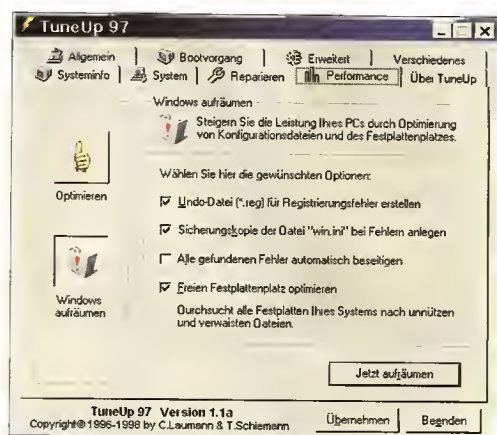 TuneUp 97
Allgemein
Bootvorgang
Erweitert
Verschiedenes
Systeminfo
System
Reparieren
Performance
Über TuneUp
Windows aufräumen
Steigern Sie die Leistung Ihres PCs durch Optimierung
von Konfigurationsdateien und des Festplattenplatzes.
Optimieren
Wählen Sie hier die gewünschten Optionen:
Undo-Datei (*.reg) für Registrierungsfehler erstellen
Sicherungskopie der Datei "win.ini" bei Fehlern anlegen
Alle gefundenen Fehler automatisch beseitigen
Freien Festplattenplatz optimieren
Windows
aufräumen
Durchsucht alle Festplatten Ihres Systems nach unnützen
und verwaisten Dateien.
Jetzt aufräumen
TuneUp 97 Version 1.1a
Copyright© 1996-1998 by C.Laumann & T.Schiemann
Übernehmen
Beenden